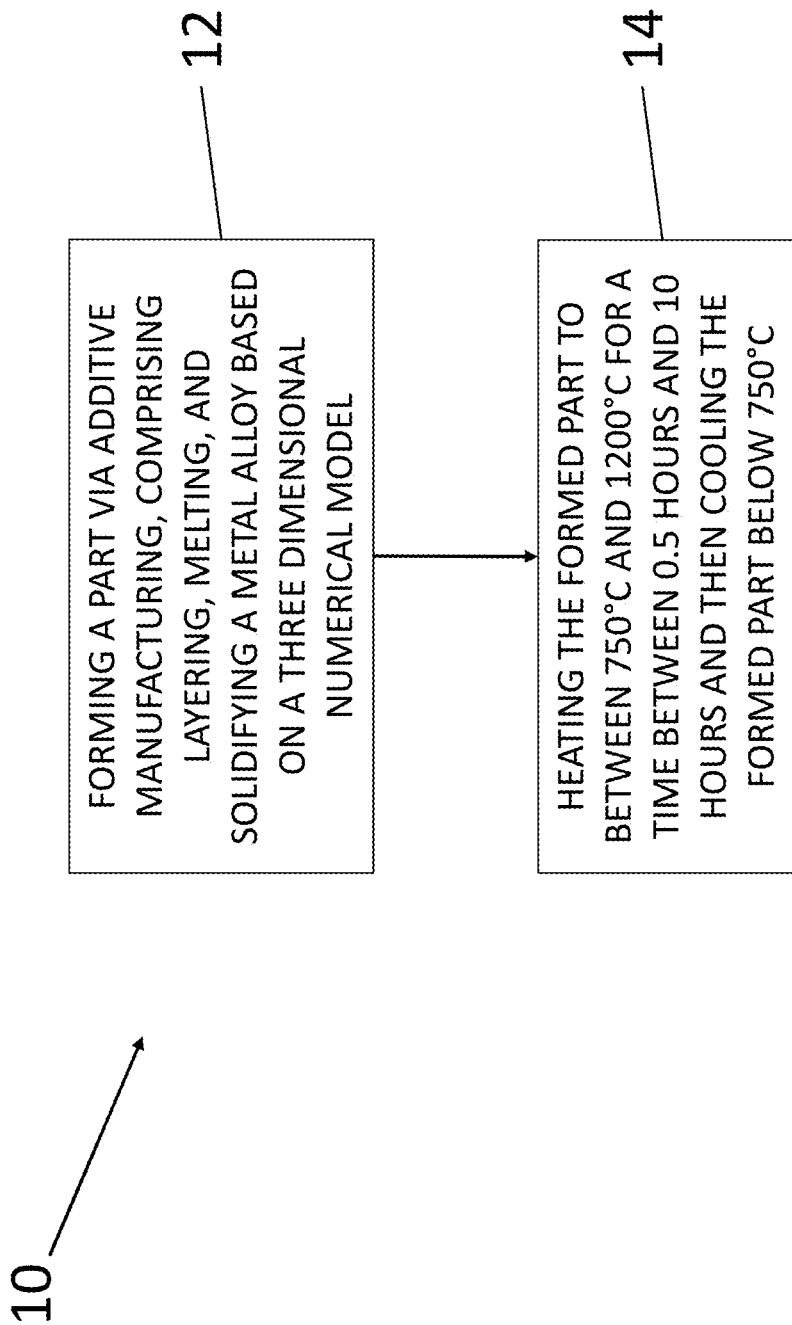 10
FORMING A PART VIA ADDITIVE
MANUFACTURING, COMPRISING
LAYERING, MELTING, AND
SOLIDIFYING A METAL ALLOY BASED
ON A THREE DIMENSIONAL
NUMERICAL MODEL
12
HEATING THE FORMED PART TO
BETWEEN 750°C AND 1200°C FOR A
TIME BETWEEN 0.5 HOURS AND 10
HOURS AND THEN COOLING THE
FORMED PART BELOW 750°C
14